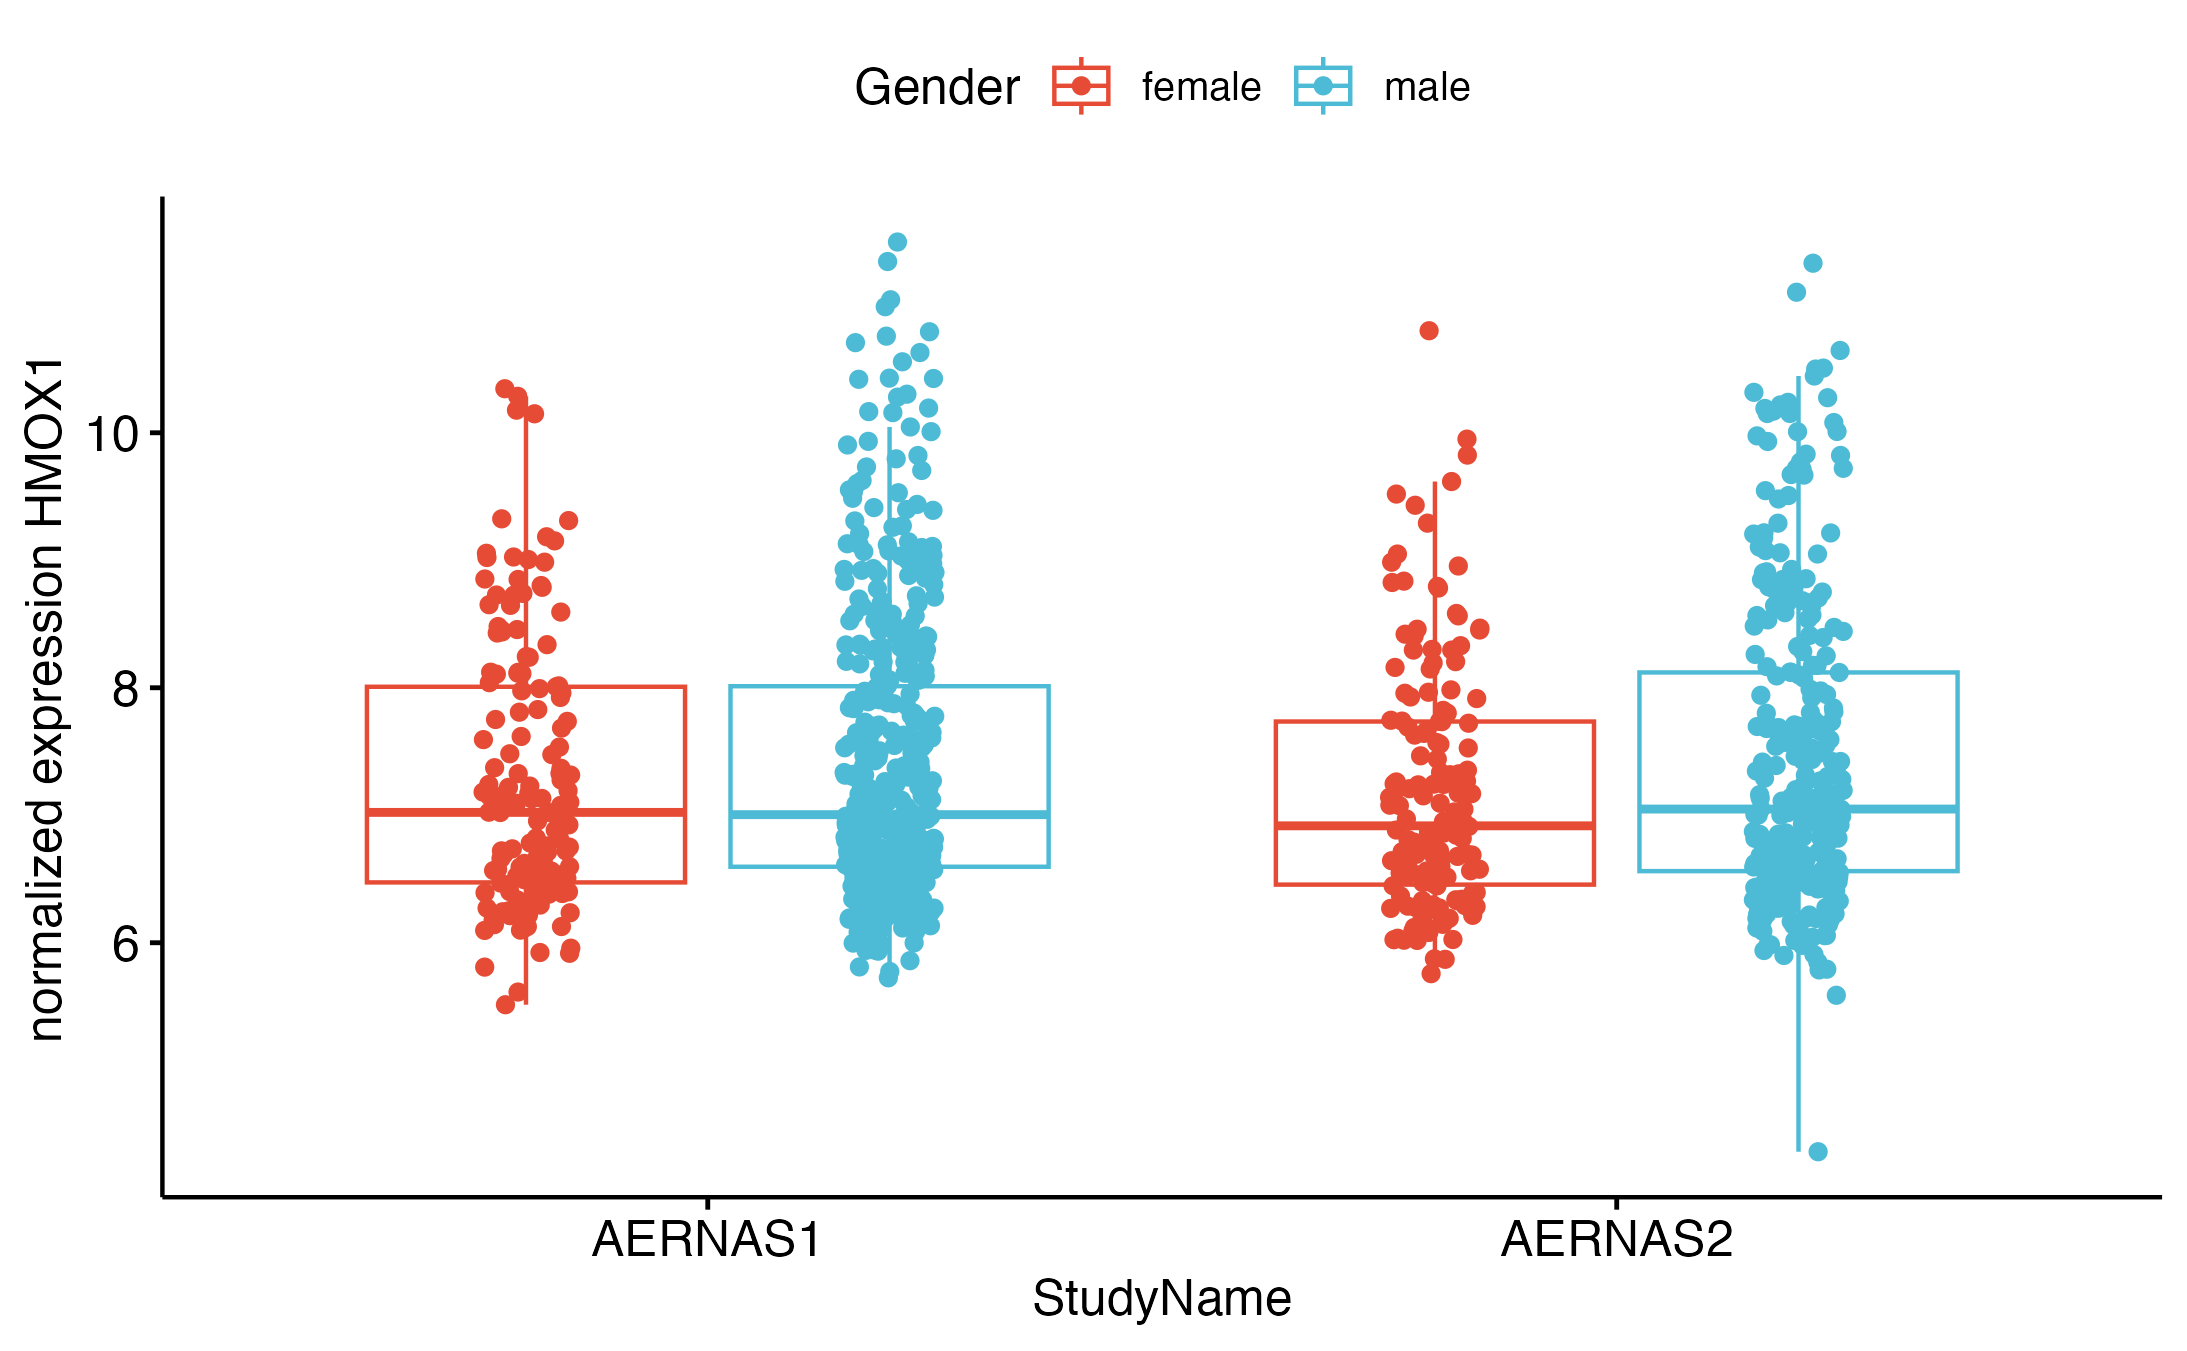 Gender female male
normalized expression HMOX1
10
8
6
AERNAS1 AERNAS2
StudyName